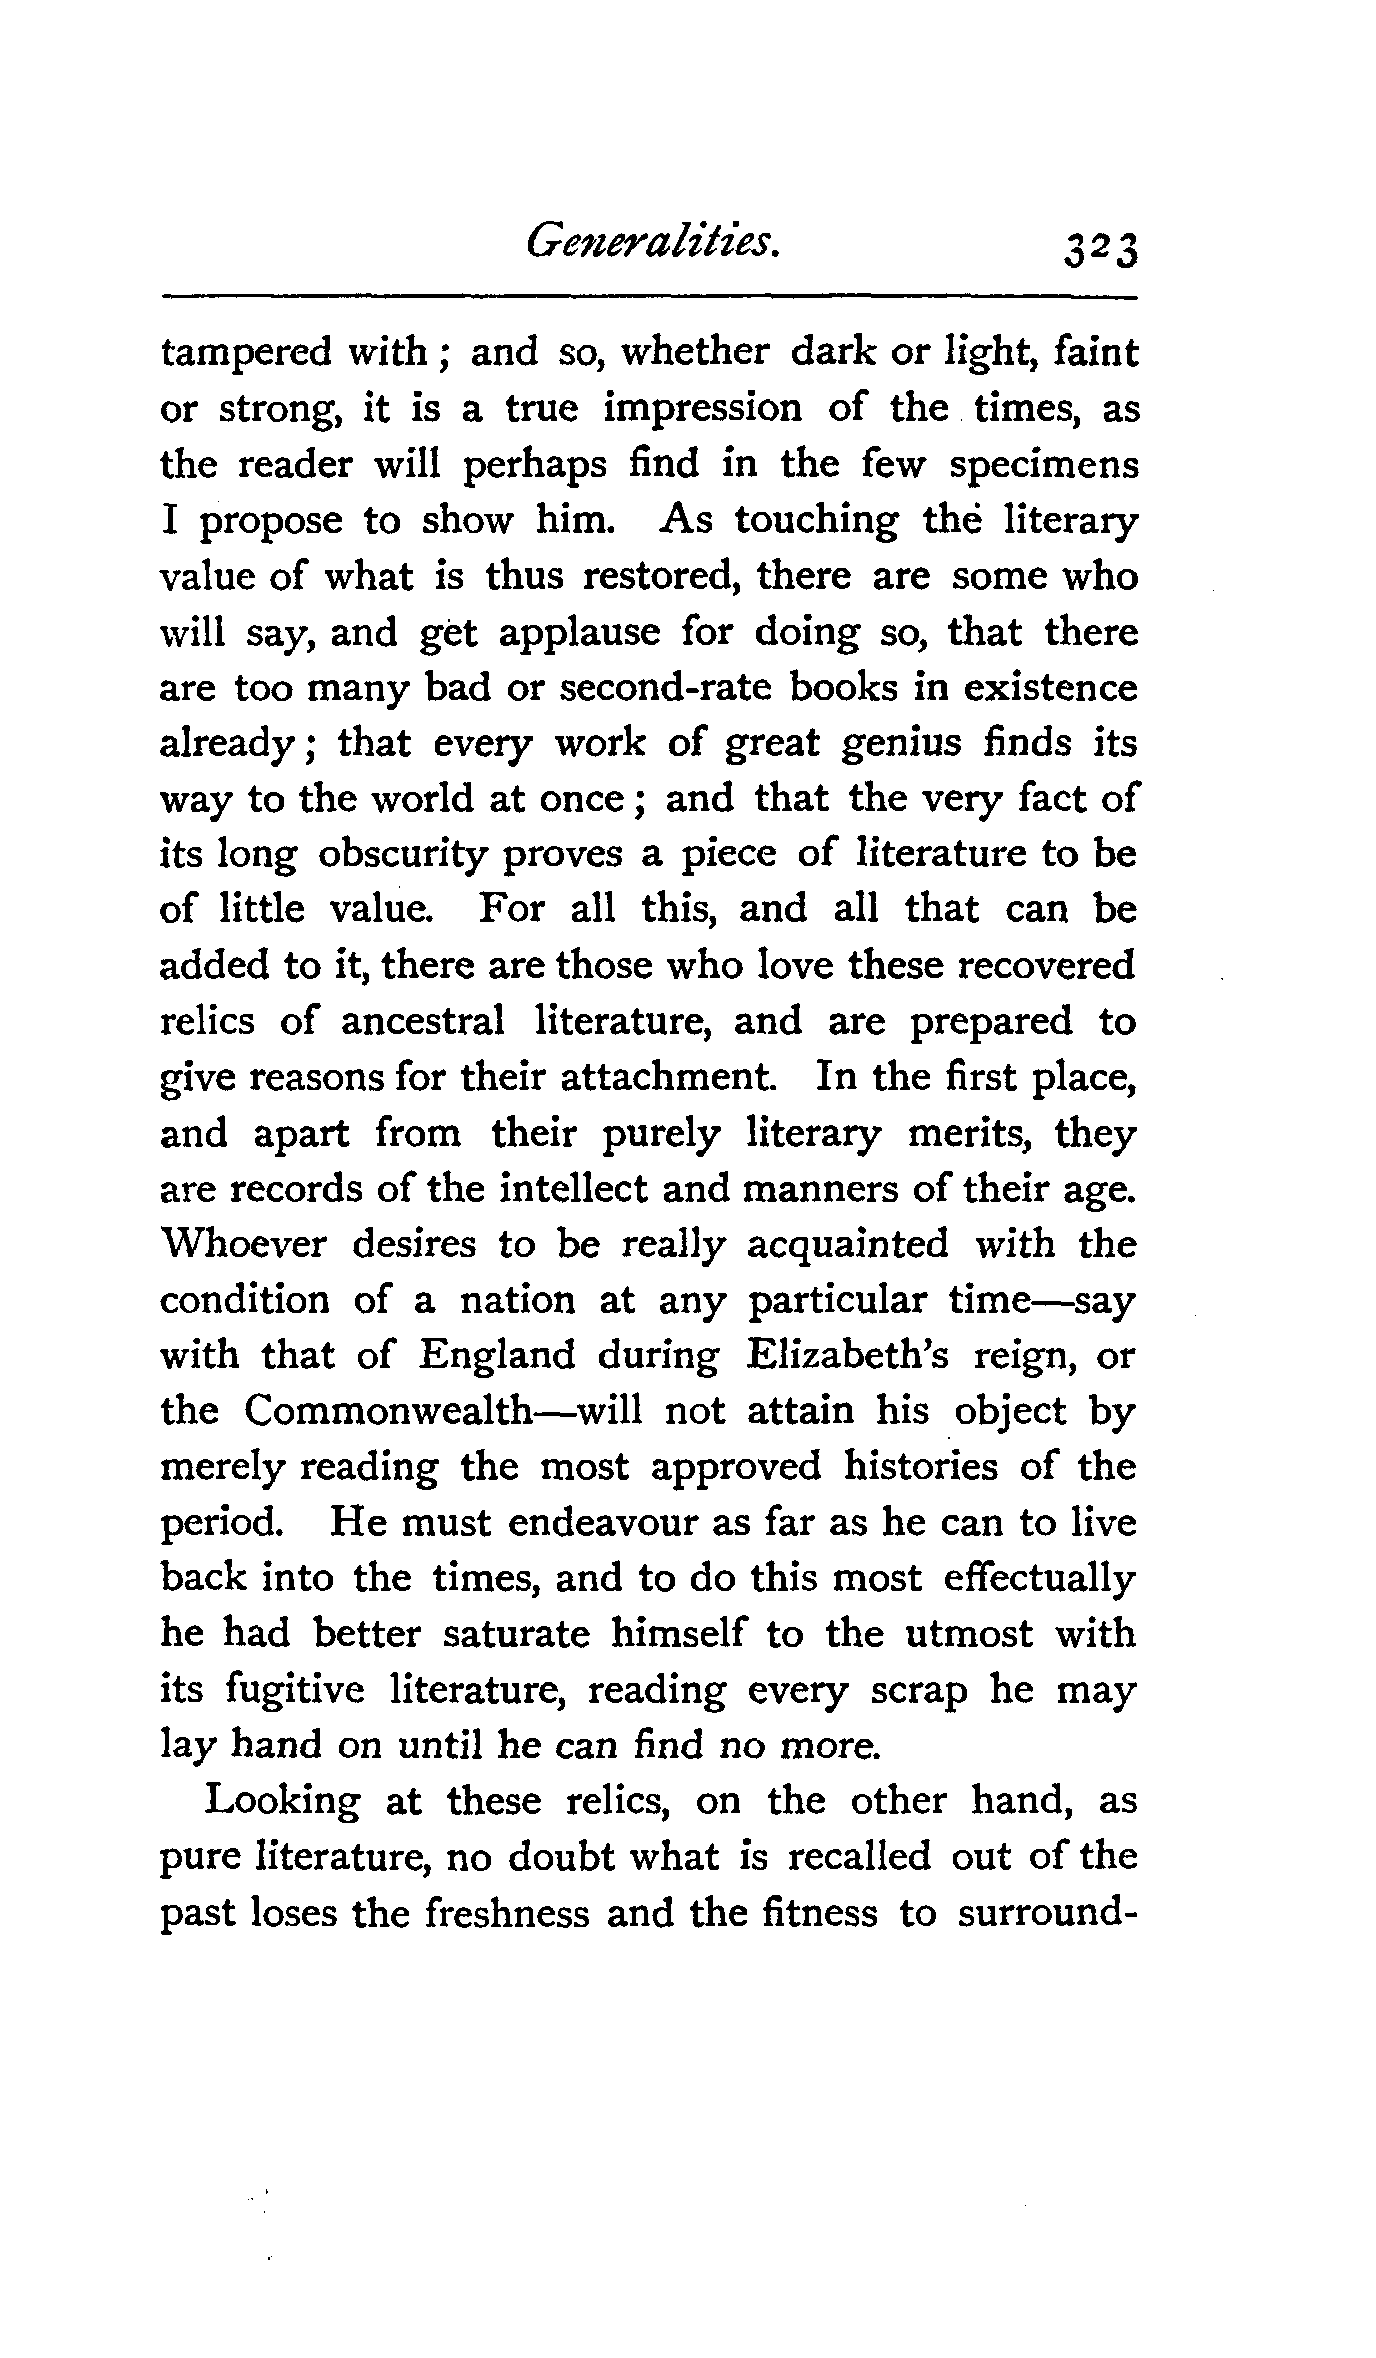 Generalities. 323
tampered with ; and so, whether dark or light, faint
or strong, it is a true impression of the times, as
the reader will perhaps find in the few specimens
I propose to show him. As touching the literary
value of what is thus restored, there are some who
will say, and get applause for doing so, that there
are too many bad or second-rate books in existence
already ; that every work of great genius finds its
way to the world at once ; and that the very fact of
its long obscurity proves a piece of literature to be
of little value. For all this, and all that can be
added to it, there are those who love these recovered
relics of ancestral literature, and are prepared to
give reasons for their attachment. In the first place,
and apart from their purely literary merits, they
are records of the intellect and manners of their age.
Whoever desires to be really acquainted with the
condition of a nation at any particular time—say
with that of England during Elizabeth's reign, or
the Commonwealth—will not attain his object by
merely reading the most approved histories of the
period. He must endeavour as far as he can to live
back into the times, and to do this most effectually
he had better saturate himself to the utmost with
its fugitive literature, reading every scrap he may
lay hand on until he can find no more.
Looking at these relics, on the other hand, as
pure literature, no doubt what is recalled out of the
past loses the freshness and the fitness to surround-